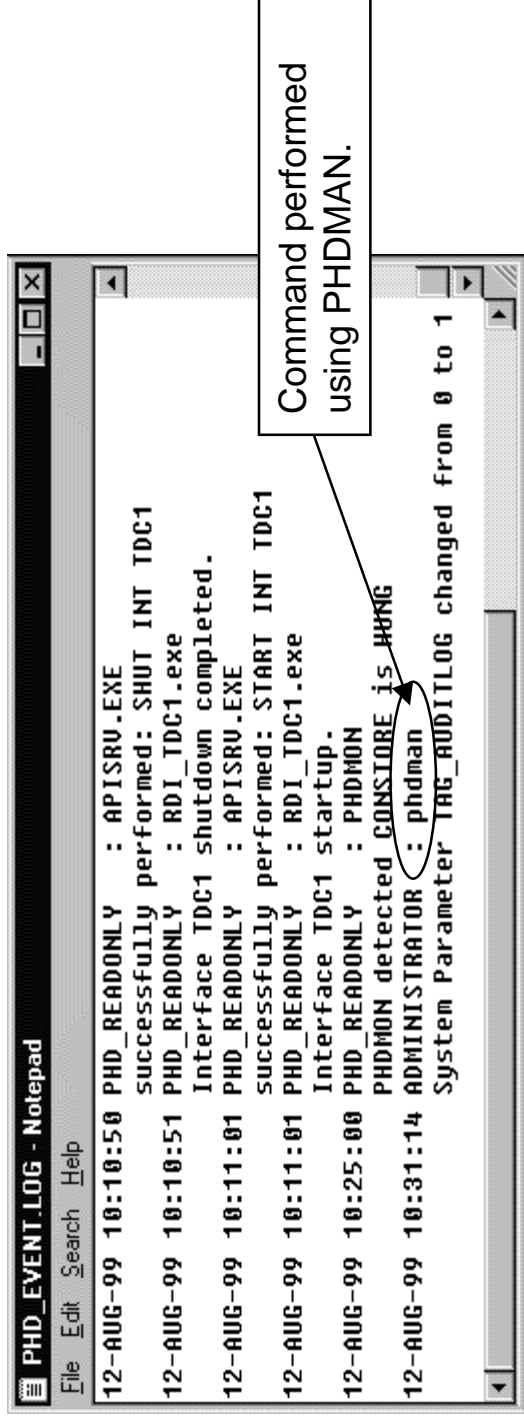 PHD_EVENT.LOG - Notepad
File Edit Search Help
12-AUG-99 10:10:50 PHD_READONLY : APISRV.EXE
successfully performed: SHUT INT TDC1
12-AUG-99 10:10:51 PHD_READONLY : RDI_TDC1.exe
Interface TDC1 shutdown completed.
12-AUG-99 10:11:01 PHD_READONLY : APISRV.EXE
successfully performed: START INT TDC1
12-AUG-99 10:11:01 PHD_READONLY : RDI_TDC1.exe
Interface TDC1 startup.
12-AUG-99 10:25:00 PHD_READONLY : PHDMON
PHDMON detected CONSTORE is HUNG
12-AUG-99 10:31:14 ADMINISTRATOR : phdman
System Parameter TAG_AUDITLOG changed from 0 to 1
Command performed
using PHDMAN.